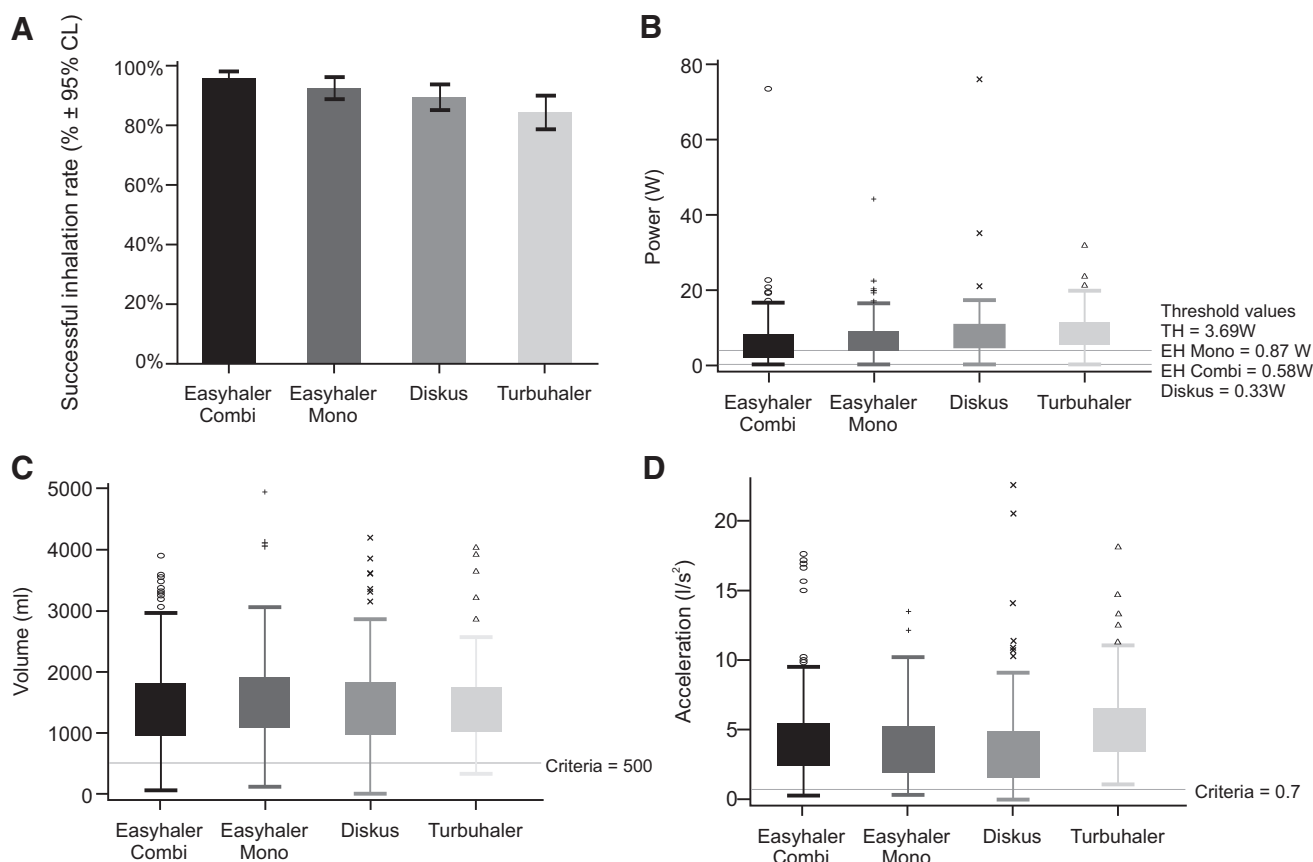 A
Successful inhalation rate (% ± 95% CL)
100%
80%
60%
40%
20%
0%
Easyhaler
Combi
Easyhaler
Mono
Diskus
Turbuhaler
B
Power (W)
80
60
40
20
0
Easyhaler
Combi
Easyhaler
Mono
Diskus
Turbuhaler
Threshold values
TH = 3.69W
EH Mono = 0.87 W
EH Combi = 0.58W
Diskus = 0.33W
C
Volume (ml)
5000
4000
3000
2000
1000
0
Criteria = 500
Easyhaler
Combi
Easyhaler
Mono
Diskus
Turbuhaler
D
Acceleration (l/s²)
20
15
10
5
0
Criteria = 0.7
Easyhaler
Combi
Easyhaler
Mono
Diskus
Turbuhaler